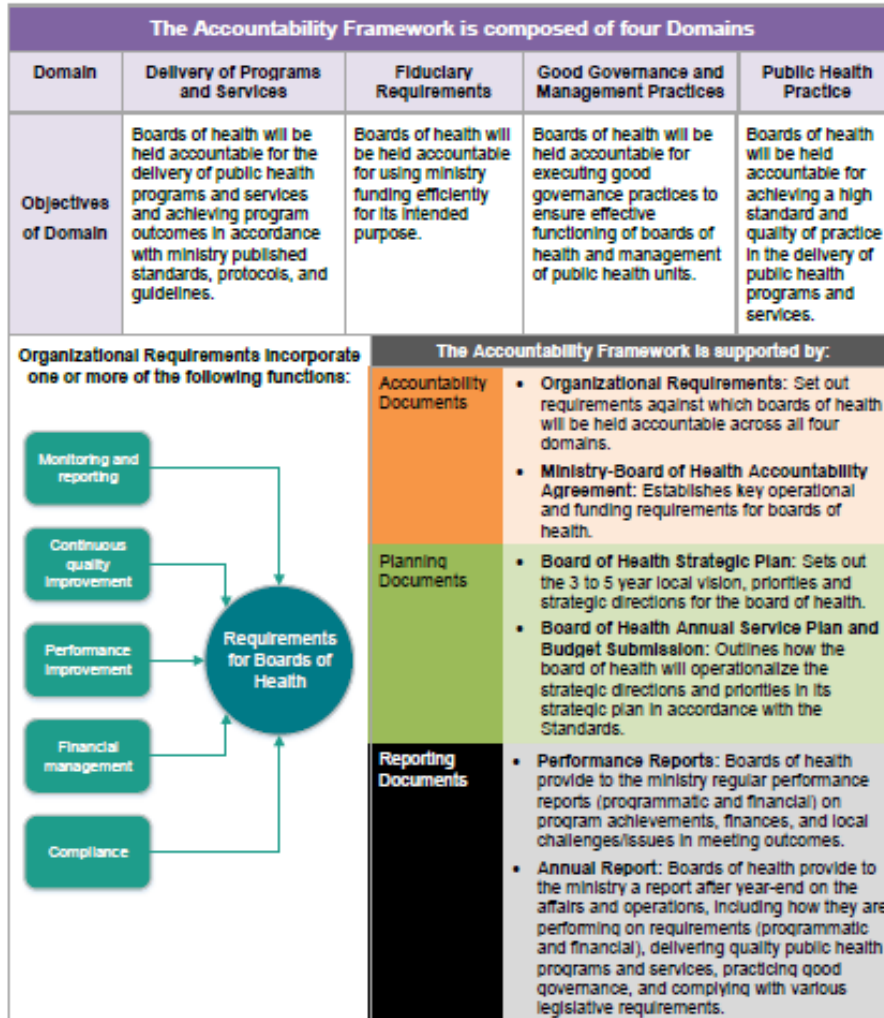 The Accountability Framework is composed of four Domains
Domain
Delivery of Programs
and Services
Fiduciary
Requirements
Good Governance and
Management Practices
Public Health
Practice
Objectives
of Domain
Boards of health will be
held accountable for the
delivery of public health
programs and services
and achieving program
outcomes in accordance
with ministry published
standards, protocols, and
guidelines.
Boards of health will
be held accountable
for using ministry
funding efficiently
for its intended
purpose.
Boards of health will be
held accountable for
executing good
governance practices to
ensure effective
functioning of boards of
health and management
of public health units.
Boards of health
will be held
accountable for
achieving a high
standard and
quality of practice
in the delivery of
public health
programs and
services.
Organizational Requirements incorporate
one or more of the following functions:
Monitoring and
reporting
Continuous
quality
improvement
Performance
improvement
Financial
management
Compliance
Requirements
for Boards of
Health
The Accountability Framework is supported by:
Accountability
Documents
• Organizational Requirements: Set out
requirements against which boards of health
will be held accountable across all four
domains.
• Ministry-Board of Health Accountability
Agreement: Establishes key operational
and funding requirements for boards of
health.
Planning
Documents
• Board of Health Strategic Plan: Sets out
the 3 to 5 year local vision, priorities and
strategic directions for the board of health.
• Board of Health Annual Service Plan and
Budget Submission: Outlines how the
board of health will operationalize the
strategic directions and priorities in its
strategic plan in accordance with the
Standards.
Reporting
Documents
• Performance Reports: Boards of health
provide to the ministry regular performance
reports (programmatic and financial) on
program achievements, finances, and local
challenges/issues in meeting outcomes.
• Annual Report: Boards of health provide to
the ministry a report after year-end on the
affairs and operations, including how they are
performing on requirements (programmatic
and financial), delivering quality public health
programs and services, practicing good
governance, and complying with various
legislative requirements.